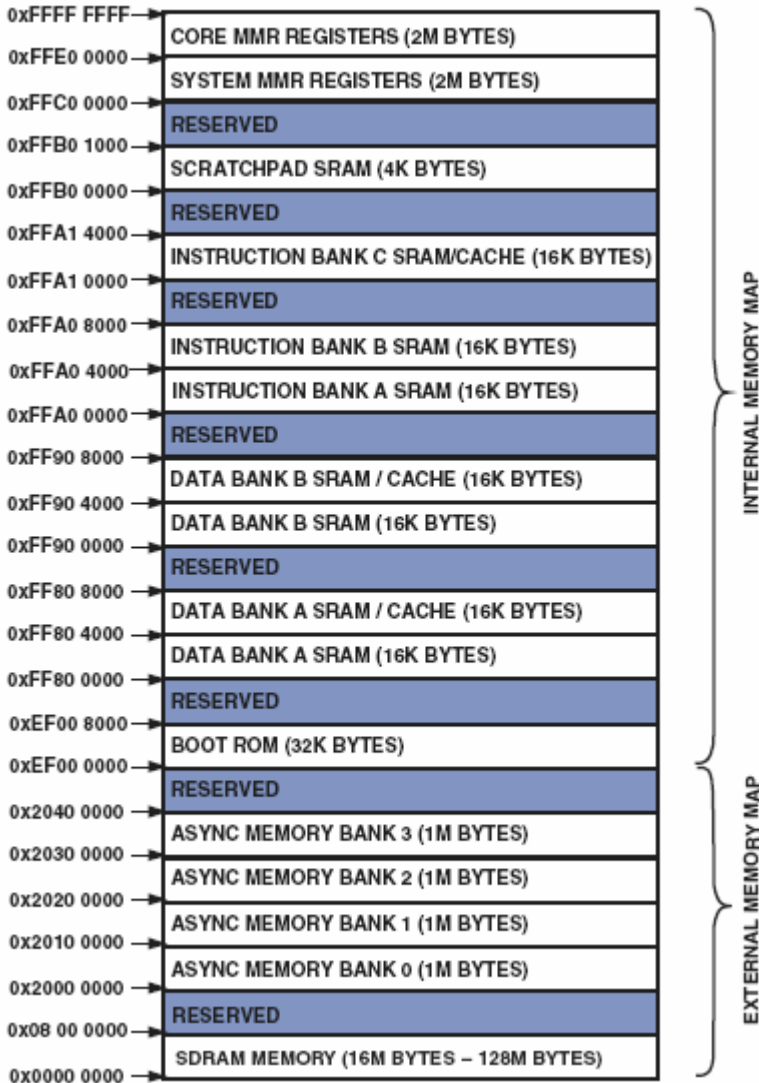 0xFFFF FFFF
CORE MMR REGISTERS (2M BYTES)
0xFFE0 0000
SYSTEM MMR REGISTERS (2M BYTES)
0xFFC0 0000
RESERVED
0xFFB0 1000
SCRATCHPAD SRAM (4K BYTES)
0xFFB0 0000
RESERVED
0xFFA1 4000
INSTRUCTION BANK C SRAM/CACHE (16K BYTES)
0xFFA1 0000
RESERVED
0xFFA0 8000
INSTRUCTION BANK B SRAM (16K BYTES)
0xFFA0 4000
INSTRUCTION BANK A SRAM (16K BYTES)
0xFFA0 0000
RESERVED
0xFF90 8000
DATA BANK B SRAM / CACHE (16K BYTES)
0xFF90 4000
DATA BANK B SRAM (16K BYTES)
0xFF90 0000
RESERVED
0xFF80 8000
DATA BANK A SRAM / CACHE (16K BYTES)
0xFF80 4000
DATA BANK A SRAM (16K BYTES)
0xFF80 0000
RESERVED
0xEF00 8000
BOOT ROM (32K BYTES)
0xEF00 0000
RESERVED
0x2040 0000
ASYNC MEMORY BANK 3 (1M BYTES)
0x2030 0000
ASYNC MEMORY BANK 2 (1M BYTES)
0x2020 0000
ASYNC MEMORY BANK 1 (1M BYTES)
0x2010 0000
ASYNC MEMORY BANK 0 (1M BYTES)
0x2000 0000
RESERVED
0x08 00 0000
SDRAM MEMORY (16M BYTES – 128M BYTES)
0x0000 0000
INTERNAL MEMORY MAP
EXTERNAL MEMORY MAP